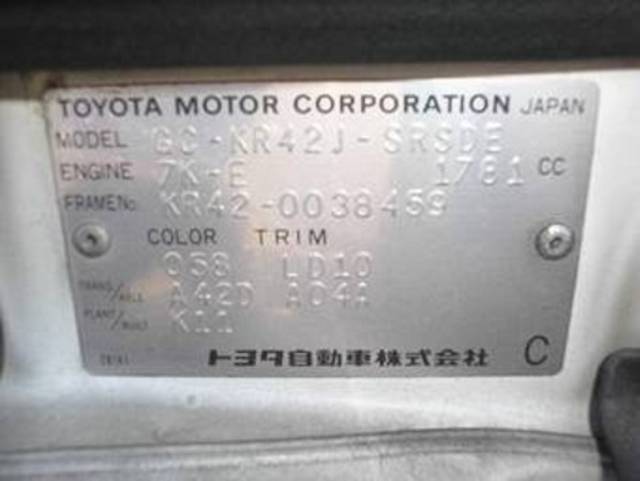 TOYOTA MOTOR CORPORATION JAPAN
MODEL GC-KR42J-SRSDE
ENGINE 7K-E 1781 CC
FRAME No. KR42-0038459
COLOR TRIM
058 LD10
TRANS/AXLE A42D A04A
PLANT/BUILT K11
トヨタ自動車株式会社 C